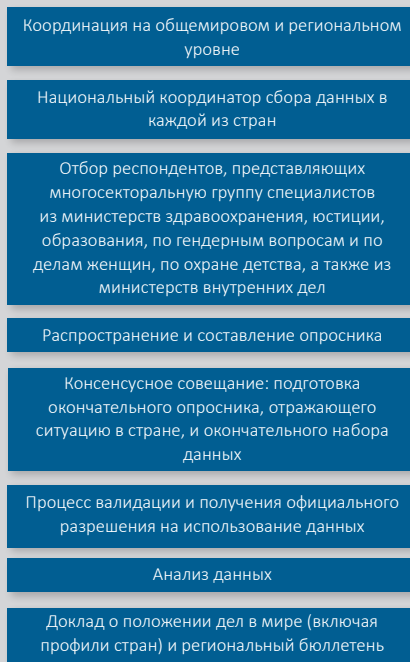 Координация на общемировом и региональном
уровне
Национальный координатор сбора данных в
каждой из стран
Отбор респондентов, представляющих
многосекторальную группу специалистов
из министерств здравоохранения, юстиции,
образования, по гендерным вопросам и по
делам женщин, по охране детства, а также из
министерств внутренних дел
Распространение и составление опросника
Консенсусное совещание: подготовка
окончательного опросника, отражающего
ситуацию в стране, и окончательного набора
данных
Процесс валидации и получения официального
разрешения на использование данных
Анализ данных
Доклад о положении дел в мире (включая
профили стран) и региональный бюллетень